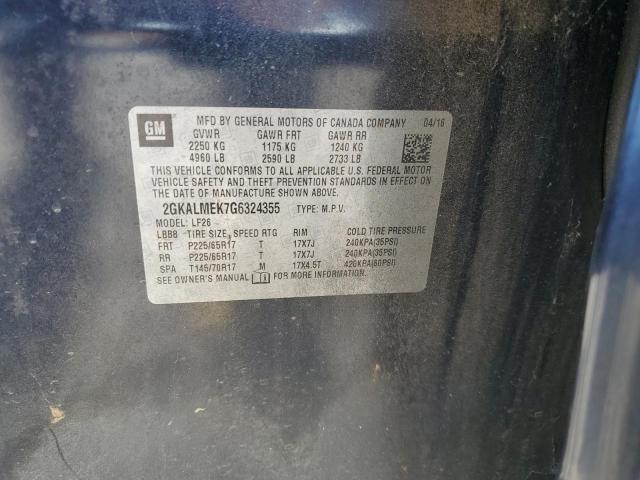 MFD BY GENERAL MOTORS OF CANADA COMPANY 04/16
GM
GVWR GAWR FRT GAWR RR
2250 KG 1175 KG 1240 KG
4960 LB 2590 LB 2733 LB
THIS VEHICLE CONFORMS TO ALL APPLICABLE U.S. FEDERAL MOTOR
VEHICLE SAFETY AND THEFT PREVENTION STANDARDS IN EFFECT ON
THE DATE OF MANUFACTURE SHOWN ABOVE.
2GKALMEK7G6324355 TYPE: M.P.V.
MODEL: LF26
LBB8 TIRE SIZE SPEED RTG RIM COLD TIRE PRESSURE
FRT P225/65R17 T 17X7J 240KPA(35PSI)
RR P225/65R17 T 17X7J 240KPA(35PSI)
SPA T145/70R17 M 17X4.5T 420KPA(60PSI)
SEE OWNER'S MANUAL FOR MORE INFORMATION.